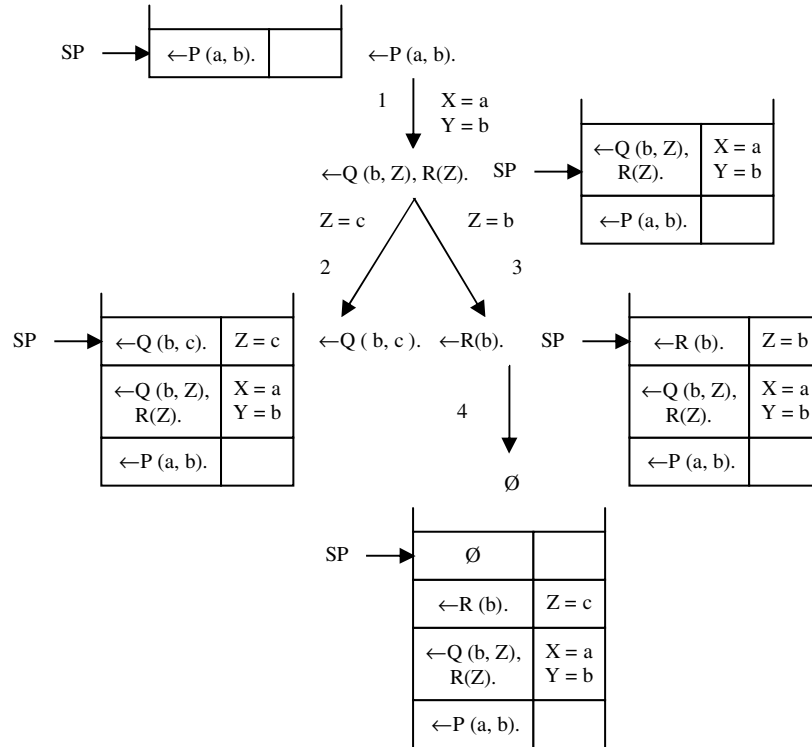 SP ←P (a, b). ←P (a, b).
1 X = a
Y = b
←Q (b, Z), R(Z). SP ←Q (b, Z), R(Z). X = a Y = b
←P (a, b).
Z = c Z = b
2 3
SP ←Q (b, c). Z = c ←Q ( b, c ). ←R(b). SP ←R (b). Z = b
←Q (b, Z), R(Z). X = a Y = b ←Q (b, Z), R(Z). X = a Y = b
4
←P (a, b). ←P (a, b).
Ø
SP Ø
←R (b). Z = c
←Q (b, Z), X = a
R(Z). Y = b
←P (a, b).